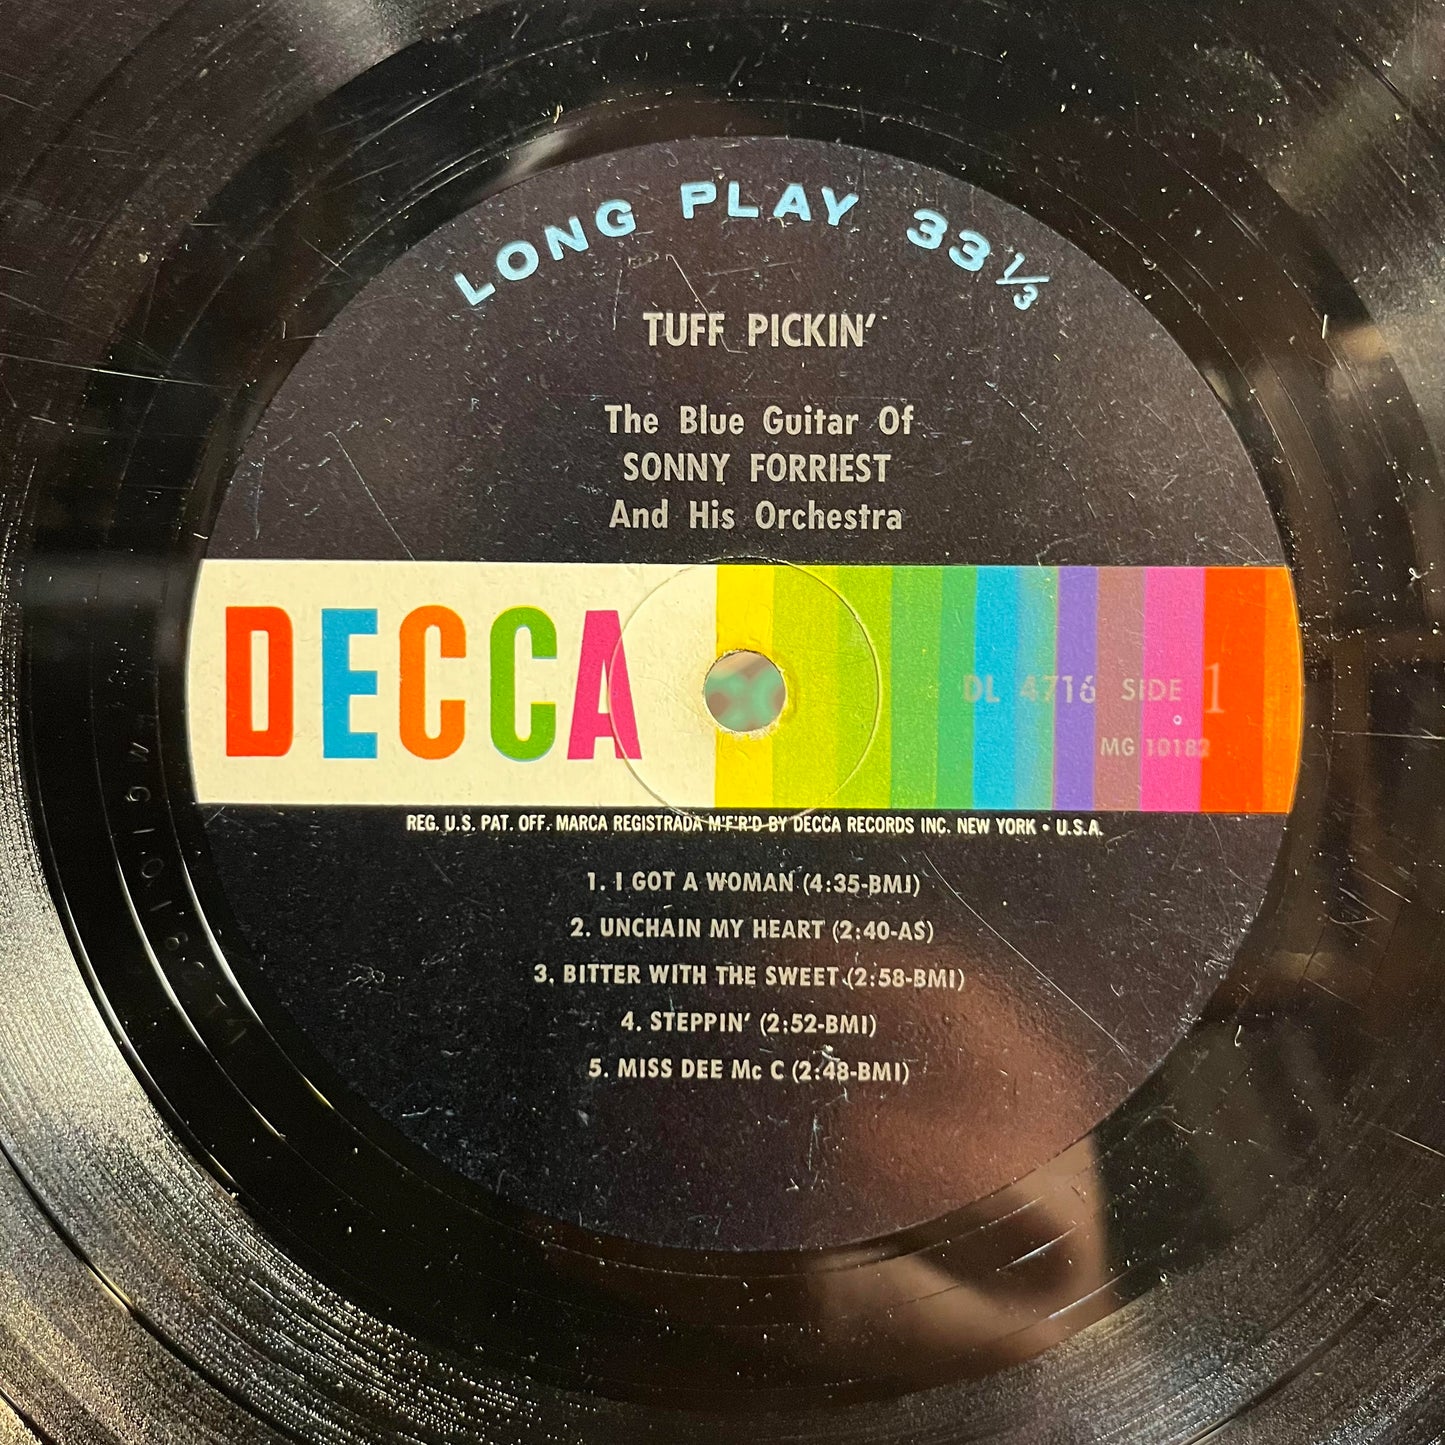 LONG PLAY 33 1/3
TUFF PICKIN'
The Blue Guitar Of
SONNY FORRIEST
And His Orchestra
DECCA
DL 4716 SIDE 1
MG 10182
REG. U.S. PAT. OFF. MARCA REGISTRADA M'F'R'D BY DECCA RECORDS INC. NEW YORK • U.S.A.
1. I GOT A WOMAN (4:35-BMI)
2. UNCHAIN MY HEART (2:40-AS)
3. BITTER WITH THE SWEET (2:58-BMI)
4. STEPPIN' (2:52-BMI)
5. MISS DEE Mc C (2:48-BMI)